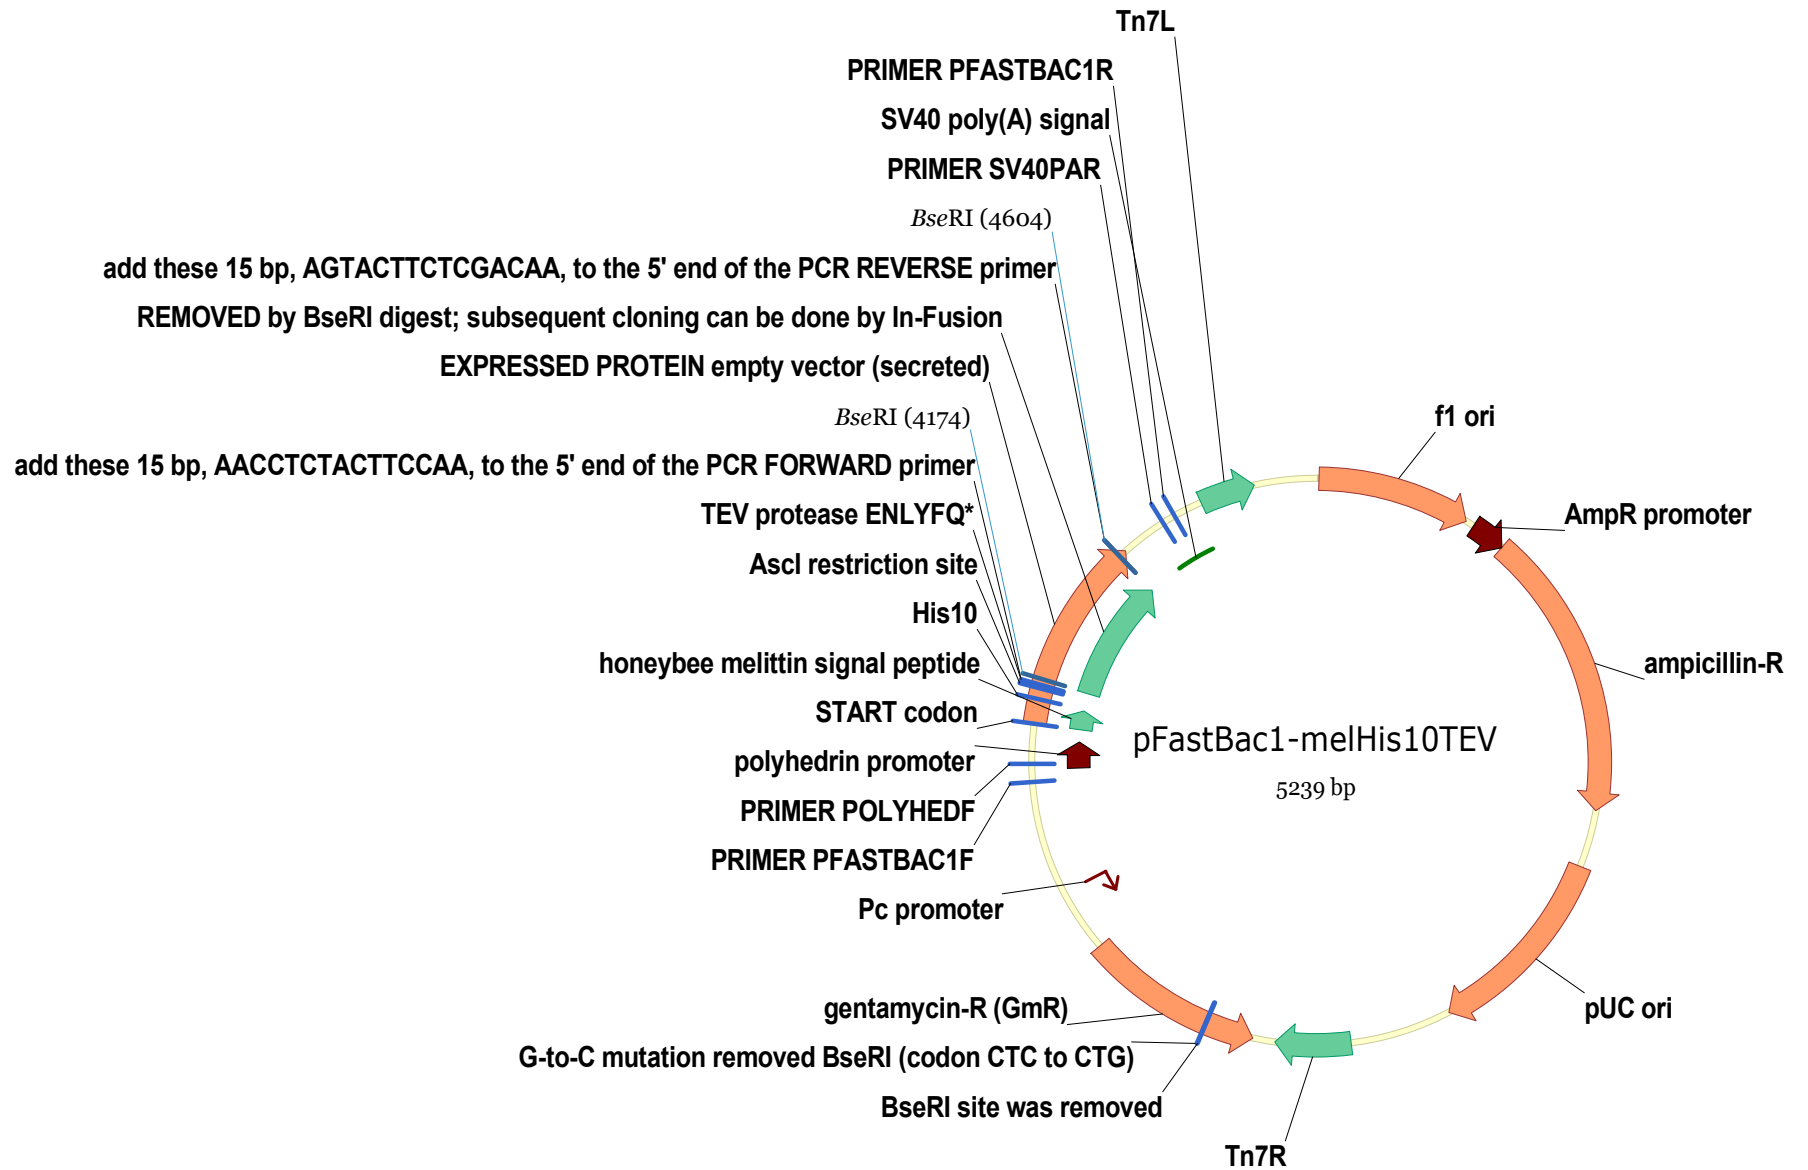 Tn7L
PRIMER PFASTBAC1R
SV40 poly(A) signal
PRIMER SV40PAR
BseRI (4604)
add these 15 bp, AGTACTTCTCGACAA, to the 5' end of the PCR REVERSE primer
REMOVED by BseRI digest; subsequent cloning can be done by In-Fusion
EXPRESSED PROTEIN empty vector (secreted)
BseRI (4174)
add these 15 bp, AACCTCTACTTCCAA, to the 5' end of the PCR FORWARD primer
TEV protease ENLYFQ*
AscI restriction site
His10
honeybee melittin signal peptide
START codon
polyhedrin promoter
PRIMER POLYHEDF
PRIMER PFASTBAC1F
Pc promoter
gentamycin-R (GmR)
G-to-C mutation removed BseRI (codon CTC to CTG)
BseRI site was removed
Tn7R
f1 ori
AmpR promoter
ampicillin-R
pFastBac1-melHis10TEV
5239 bp
pUC ori